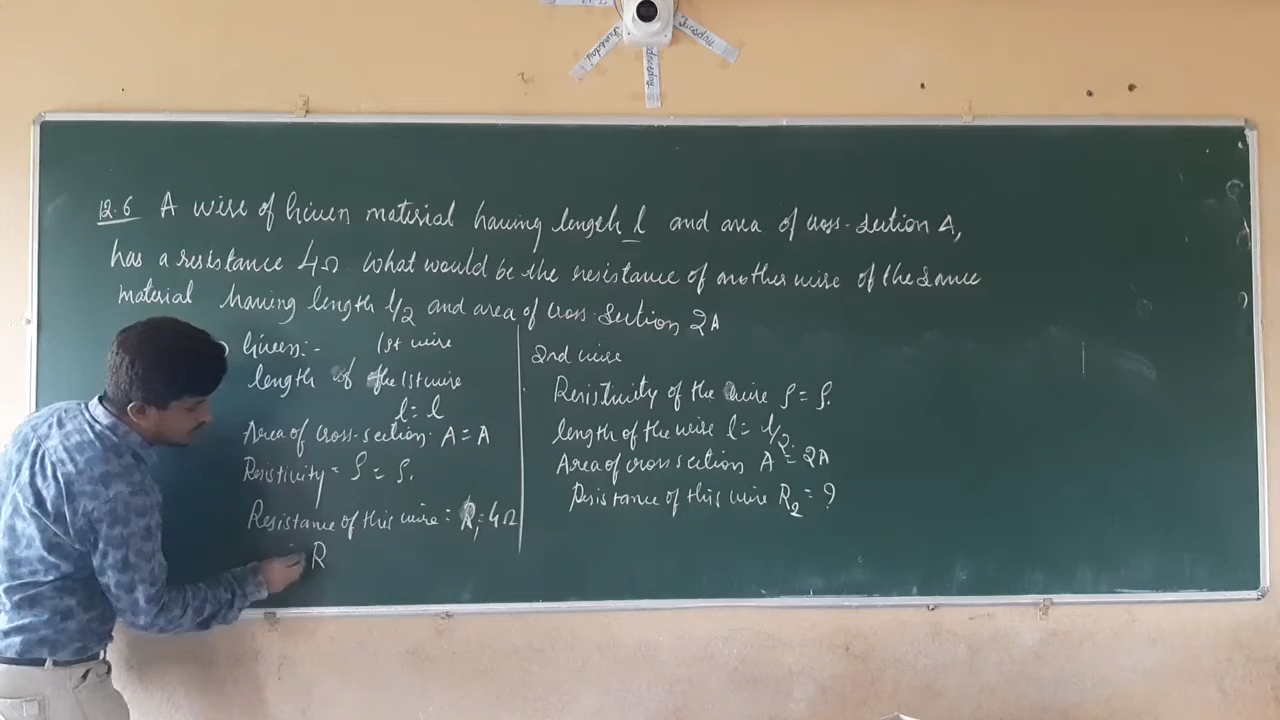 Thursday
Wednesday
Tuesday
12.6 A wire of Given material having length l and area of cross-section A,
has a resistance 4Ω. What would be the resistance of another wire of the same
material having length l/2 and area of cross-section 2A
Given:- 1st wire
length of the 1st wire
l = l
Area of cross-section. A = A
Resistivity = ρ = ρ.
Resistance of this wire = R₁ = 4Ω
R
2nd wire
Resistivity of the wire ρ = ρ.
length of the wire l = l/2.
Area of cross section A = 2A
Resistance of this wire R₂ = ?